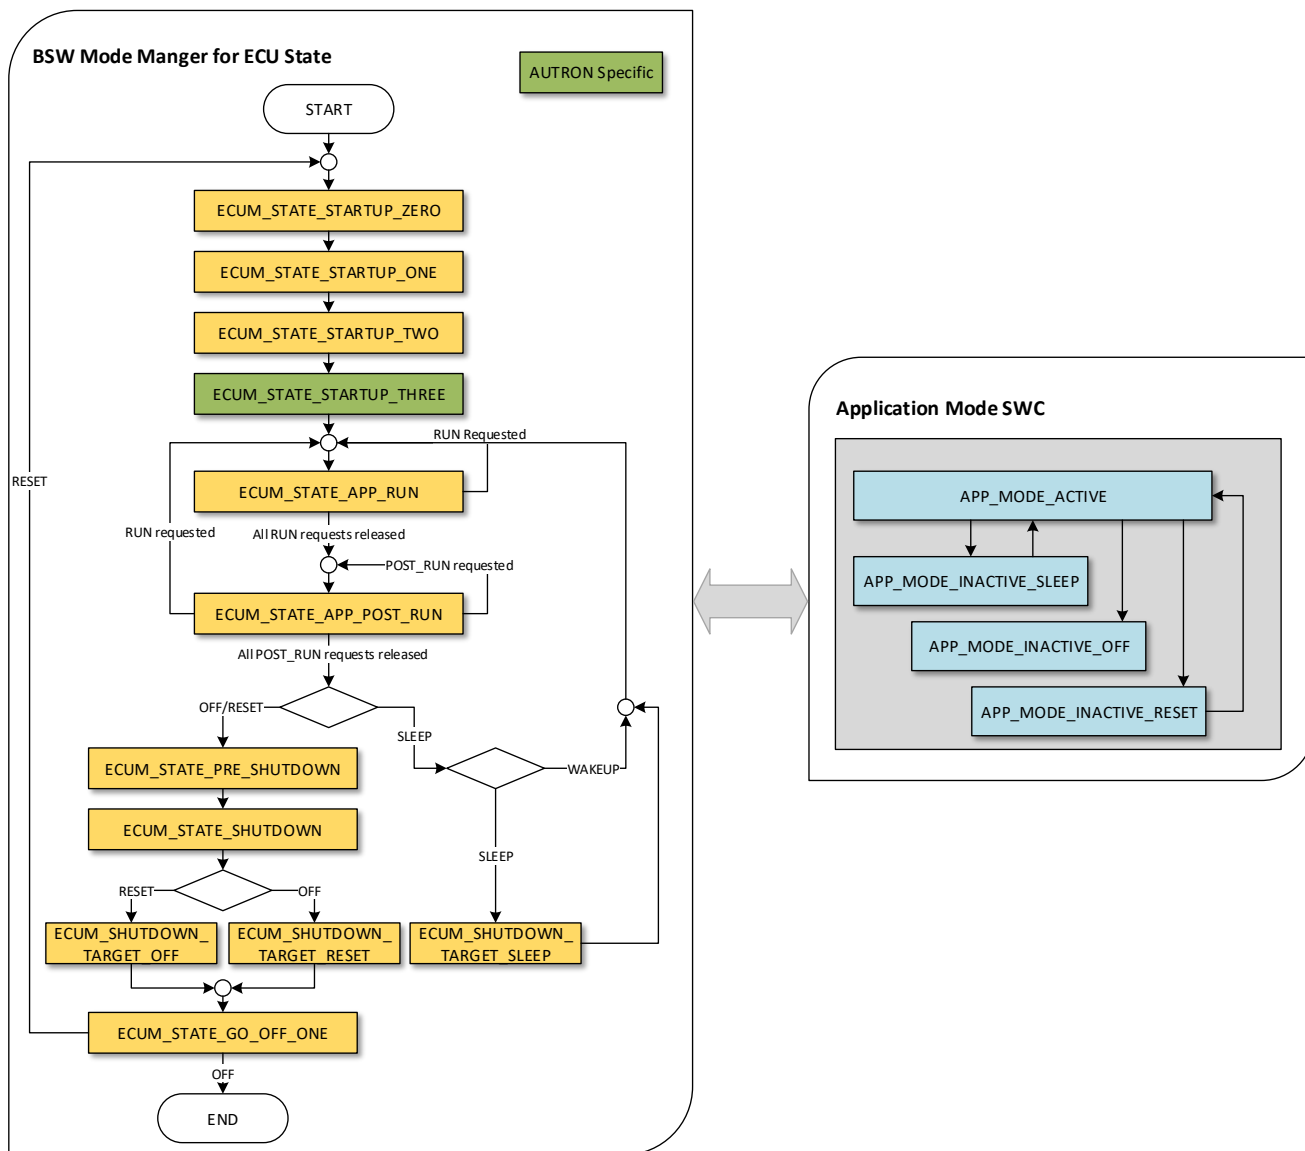 BSW Mode Manger for ECU State
AUTRON Specific
START
ECUM_STATE_STARTUP_ZERO
ECUM_STATE_STARTUP_ONE
ECUM_STATE_STARTUP_TWO
ECUM_STATE_STARTUP_THREE
RUN Requested
RESET
ECUM_STATE_APP_RUN
RUN requested
All RUN requests released
POST_RUN requested
ECUM_STATE_APP_POST_RUN
All POST_RUN requests released
OFF/RESET
SLEEP
ECUM_STATE_PRE_SHUTDOWN
WAKEUP
ECUM_STATE_SHUTDOWN
SLEEP
RESET
OFF
ECUM_SHUTDOWN_
TARGET_OFF
ECUM_SHUTDOWN_
TARGET_RESET
ECUM_SHUTDOWN_
TARGET_SLEEP
ECUM_STATE_GO_OFF_ONE
OFF
END
Application Mode SWC
APP_MODE_ACTIVE
APP_MODE_INACTIVE_SLEEP
APP_MODE_INACTIVE_OFF
APP_MODE_INACTIVE_RESET